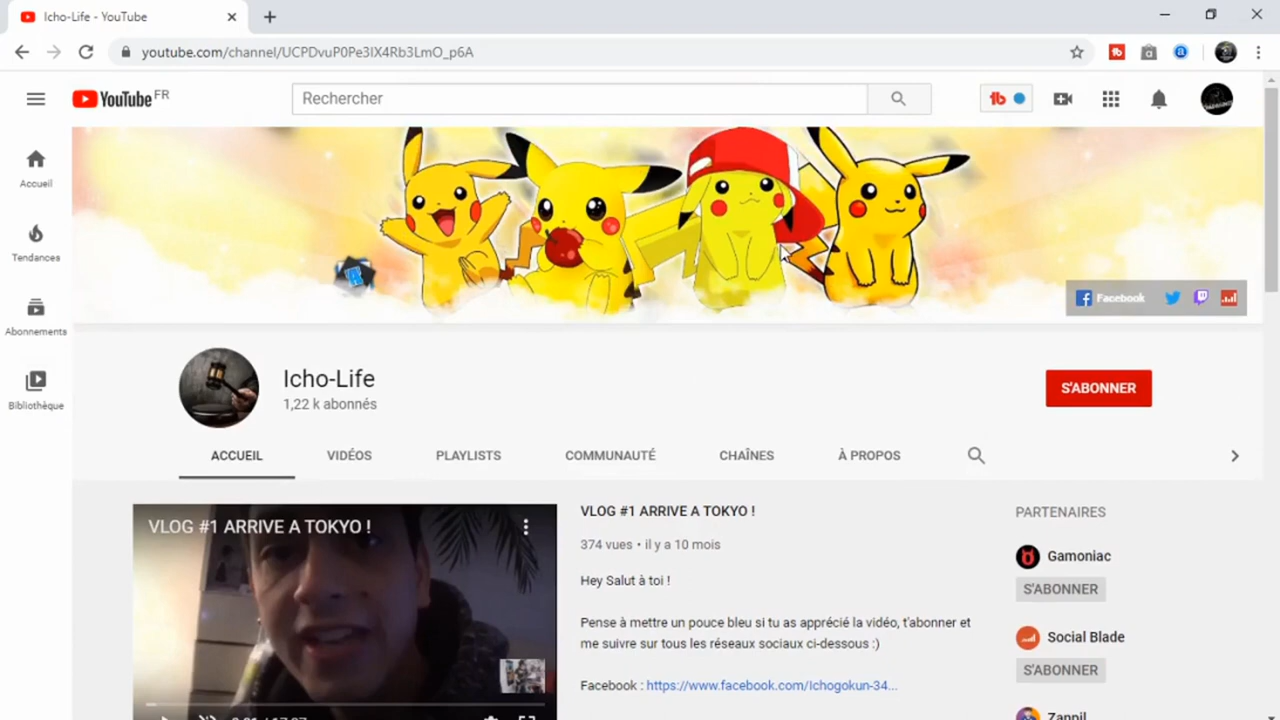 Icho-Life - YouTube
youtube.com/channel/UCPDvuP0Pe3IX4Rb3LmO_p6A
YouTube FR
Rechercher
Accueil
Tendances
Abonnements
Bibliothèque
Facebook
Icho-Life
1,22 k abonnés
S'ABONNER
ACCUEIL VIDÉOS PLAYLISTS COMMUNAUTÉ CHAÎNES À PROPOS
VLOG #1 ARRIVE A TOKYO !
VLOG #1 ARRIVE A TOKYO !
374 vues • il y a 10 mois
Hey Salut à toi !
Pense à mettre un pouce bleu si tu as apprécié la vidéo, t'abonner et
me suivre sur tous les réseaux sociaux ci-dessous :)
Facebook : https://www.facebook.com/Ichogokun-34...
PARTENAIRES
Gamoniac
S'ABONNER
Social Blade
S'ABONNER